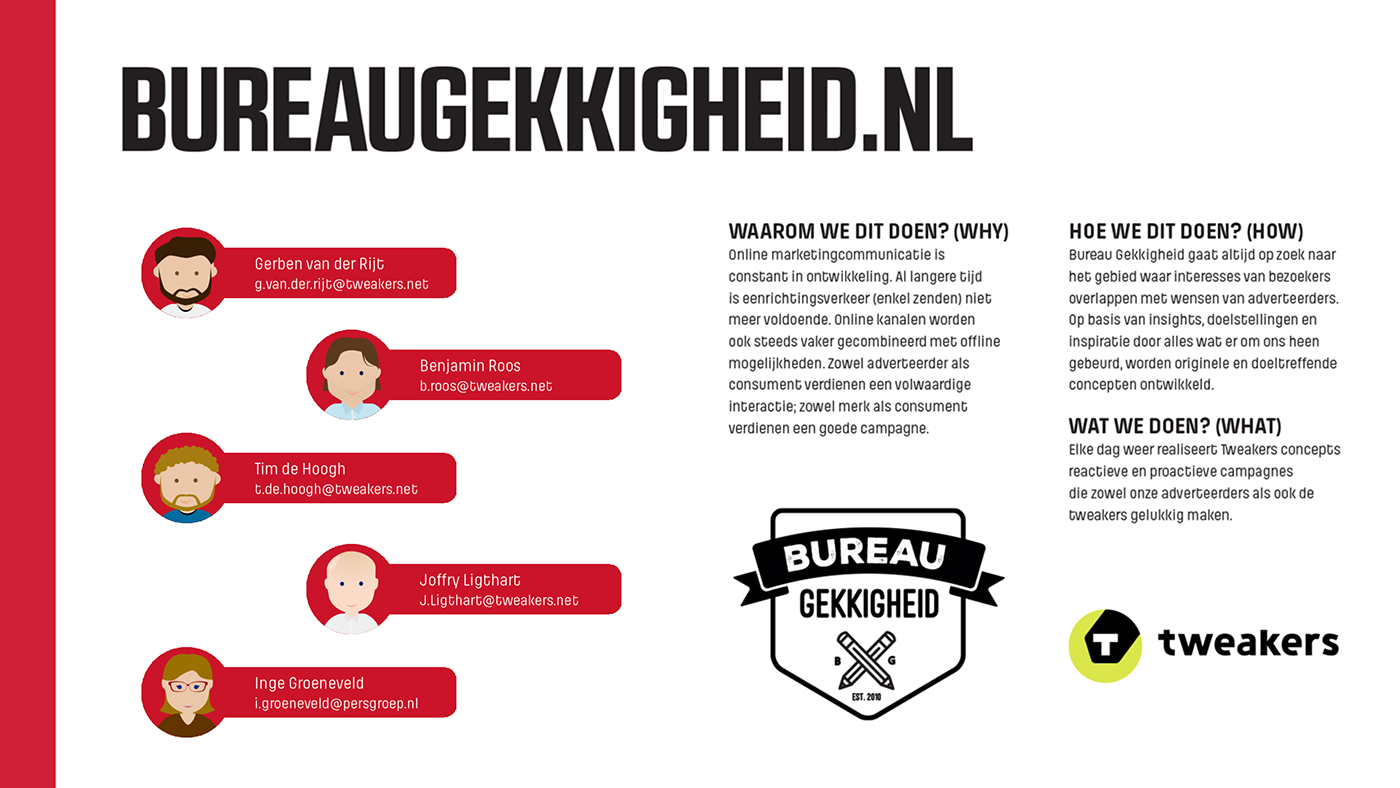 BUREAUGEKKIGHEID.NL
Gerben van der Rijt
g.van.der.rijt@tweakers.net
Benjamin Roos
b.roos@tweakers.net
Tim de Hoogh
t.de.hoogh@tweakers.net
Joffry Ligthart
J.Ligthart@tweakers.net
Inge Groeneveld
i.groeneveld@persgroep.nl
WAAROM WE DIT DOEN? (WHY)
Online marketingcommunicatie is
constant in ontwikkeling. Al langere tijd
is eenrichtingsverkeer (enkel zenden) niet
meer voldoende. Online kanalen worden
ook steeds vaker gecombineerd met offline
mogelijkheden. Zowel adverteerder als
consument verdienen een volwaardige
interactie; zowel merk als consument
verdienen een goede campagne.
BUREAU
GEKKIGHEID
B G
EST. 2010
HOE WE DIT DOEN? (HOW)
Bureau Gekkigheid gaat altijd op zoek naar
het gebied waar interesses van bezoekers
overlappen met wensen van adverteerders.
Op basis van insights, doelstellingen en
inspiratie door alles wat er om ons heen
gebeurd, worden originele en doeltreffende
concepten ontwikkeld.
WAT WE DOEN? (WHAT)
Elke dag weer realiseert Tweakers concepts
reactieve en proactieve campagnes
die zowel onze adverteerders als ook de
tweakers gelukkig maken.
T tweakers